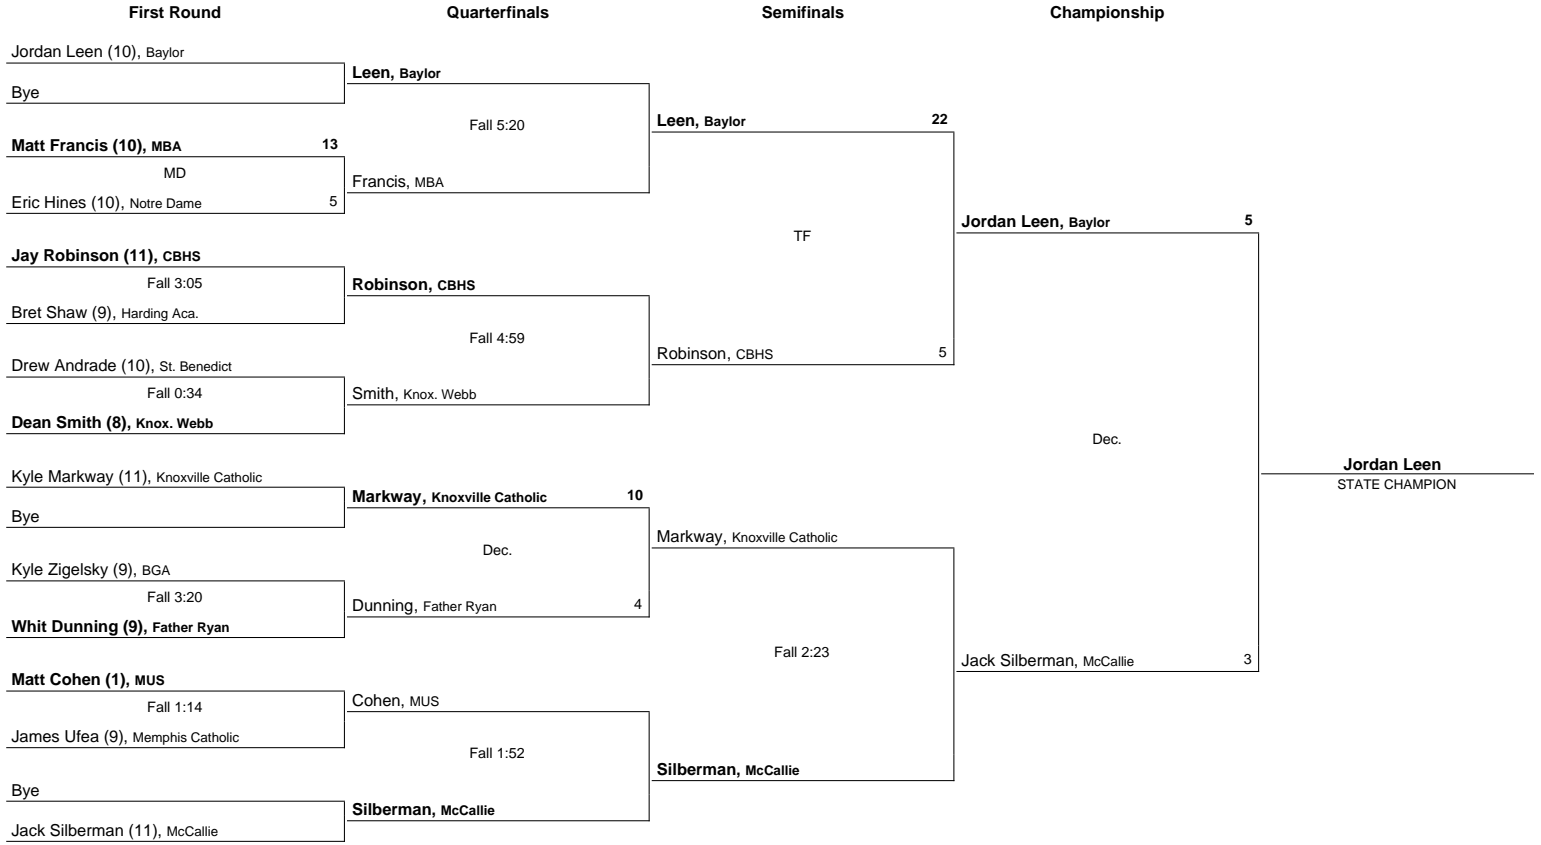 First Round
Quarterfinals
Semifinals
Championship
Jordan Leen (10), Baylor
Bye
Matt Francis (10), MBA 13
MD
Eric Hines (10), Notre Dame 5
Jay Robinson (11), CBHS
Fall 3:05
Bret Shaw (9), Harding Aca.
Drew Andrade (10), St. Benedict
Fall 0:34
Dean Smith (8), Knox. Webb
Kyle Markway (11), Knoxville Catholic
Bye
Kyle Zigelsky (9), BGA
Fall 3:20
Whit Dunning (9), Father Ryan
Matt Cohen (1), MUS
Fall 1:14
James Ufea (9), Memphis Catholic
Bye
Jack Silberman (11), McCallie
Leen, Baylor
Fall 5:20
Francis, MBA
Robinson, CBHS
Fall 4:59
Smith, Knox. Webb
Markway, Knoxville Catholic 10
Dec.
Dunning, Father Ryan 4
Cohen, MUS
Fall 1:52
Silberman, McCallie
Leen, Baylor 22
TF
Robinson, CBHS 5
Markway, Knoxville Catholic
Fall 2:23
Silberman, McCallie
Jordan Leen, Baylor 5
Dec.
Jack Silberman, McCallie 3
Jordan Leen
STATE CHAMPION